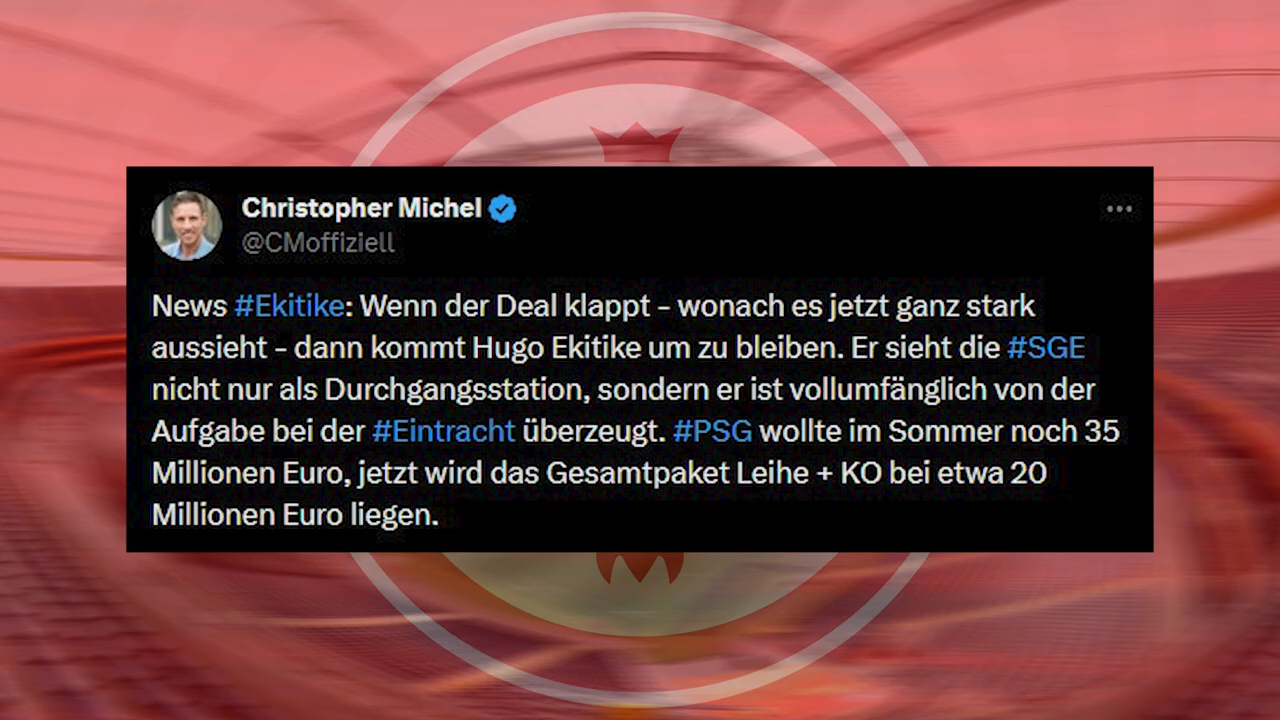 Christopher Michel
@CMoffiziell
News #Ekitike: Wenn der Deal klappt – wonach es jetzt ganz stark
aussieht – dann kommt Hugo Ekitike um zu bleiben. Er sieht die #SGE
nicht nur als Durchgangsstation, sondern er ist vollumfänglich von der
Aufgabe bei der #Eintracht überzeugt. #PSG wollte im Sommer noch 35
Millionen Euro, jetzt wird das Gesamtpaket Leihe + KO bei etwa 20
Millionen Euro liegen.